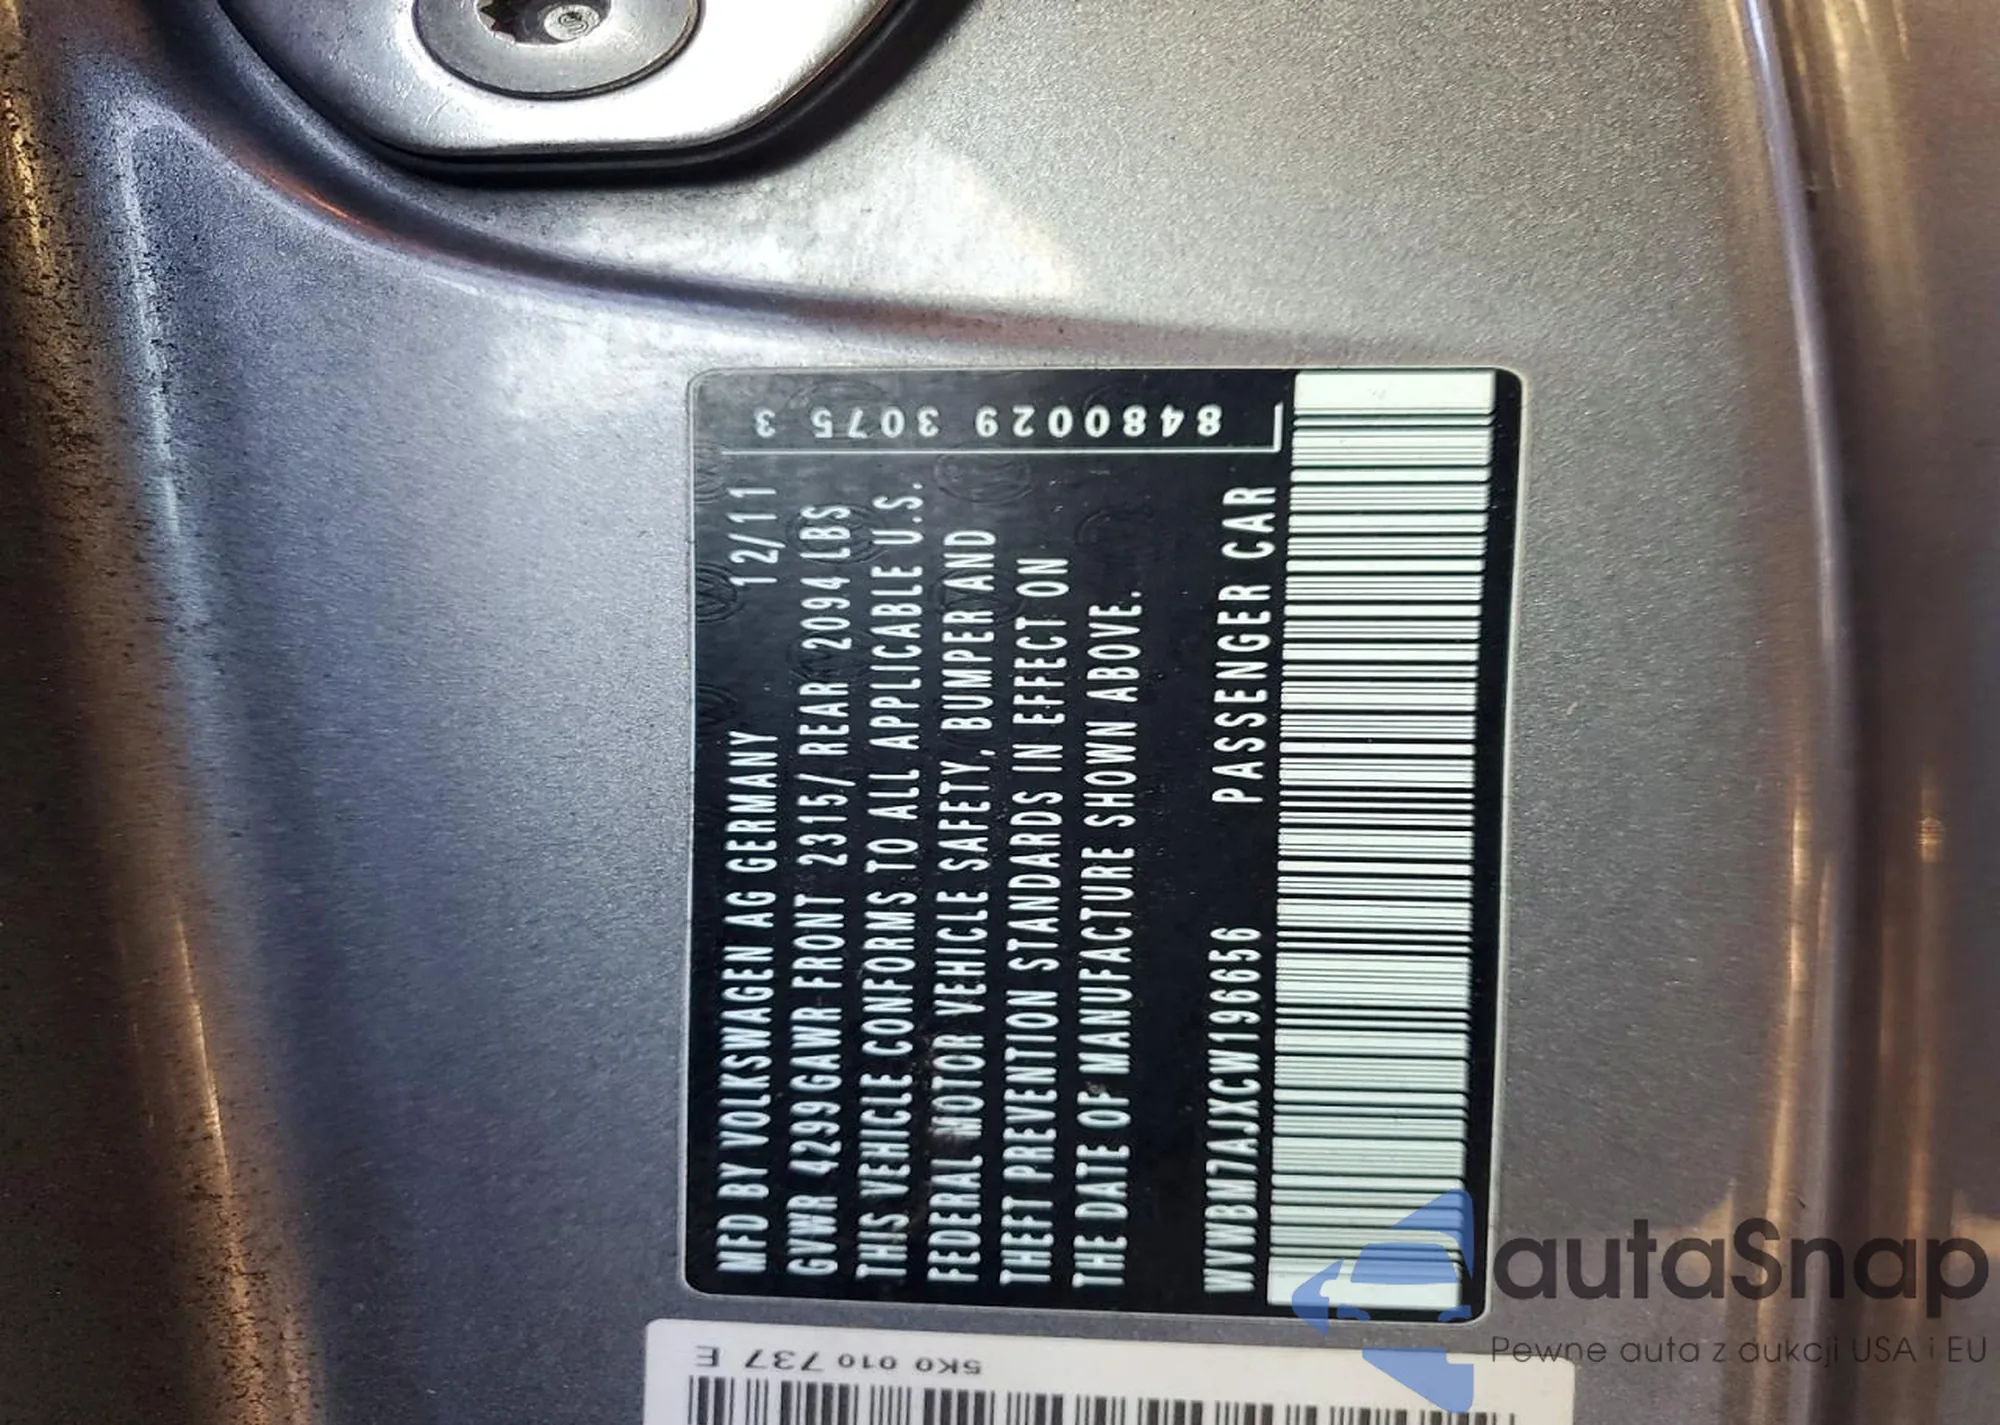 MFD BY VOLKSWAGEN AG GERMANY 12/11
GVWR 4299GAWR FRONT 2315/ REAR 2094 LBS
THIS VEHICLE CONFORMS TO ALL APPLICABLE U.S.
FEDERAL MOTOR VEHICLE SAFETY, BUMPER AND
THEFT PREVENTION STANDARDS IN EFFECT ON
THE DATE OF MANUFACTURE SHOWN ABOVE.
WVWBM7AJXCW196656 PASSENGER CAR
8480029 3075 3
5K0 010 737 E
autaSnap
Pewne auta z aukcji USA i EU